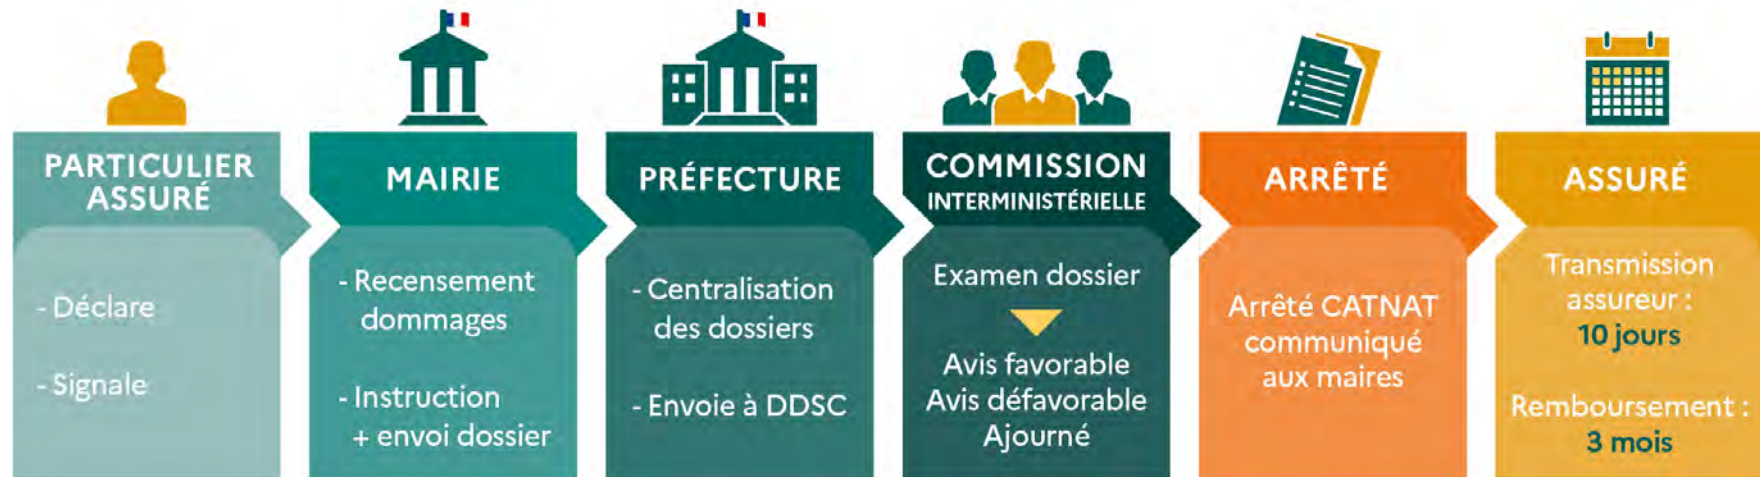 PARTICULIER
ASSURÉ
- Déclare
- Signale
MAIRIE
- Recensement
dommages
- Instruction
+ envoi dossier
PRÉFECTURE
- Centralisation
des dossiers
- Envoie à DDSC
COMMISSION
INTERMINISTÉRIELLE
Examen dossier
Avis favorable
Avis défavorable
Ajourné
ARRÊTÉ
Arrêté CATNAT
communiqué
aux maires
ASSURÉ
Transmission
assureur :
10 jours
Remboursement :
3 mois